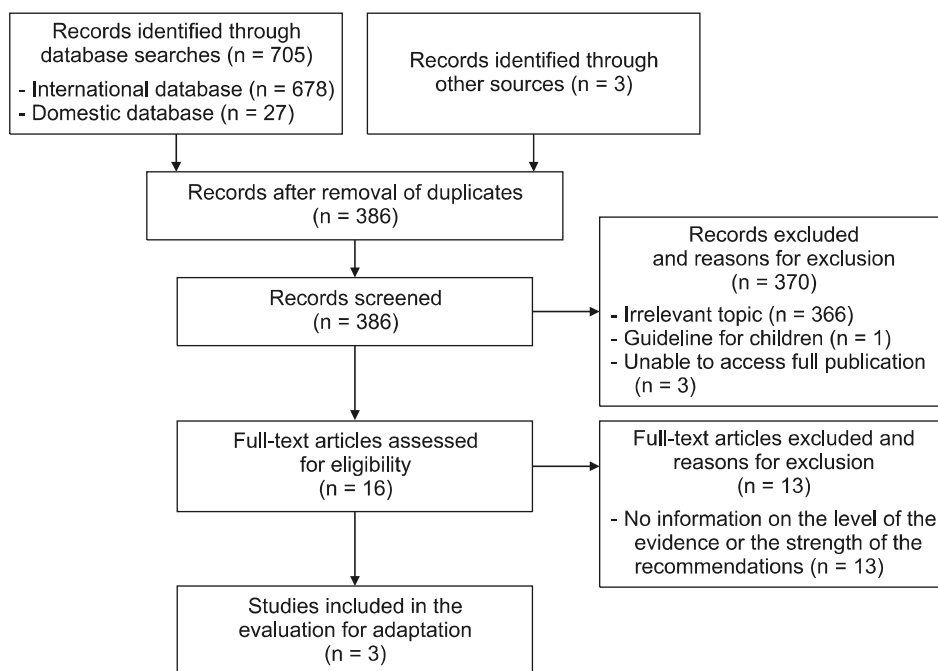 Records identified through
database searches (n = 705)
- International database (n = 678)
- Domestic database (n = 27)
Records identified through
other sources (n = 3)
Records after removal of duplicates
(n = 386)
Records screened
(n = 386)
Records excluded
and reasons for exclusion
(n = 370)
- Irrelevant topic (n = 366)
- Guideline for children (n = 1)
- Unable to access full publication
(n = 3)
Full-text articles assessed
for eligibility
(n = 16)
Full-text articles excluded and
reasons for exclusion
(n = 13)
- No information on the level of the
evidence or the strength of the
recommendations (n = 13)
Studies included in the
evaluation for adaptation
(n = 3)